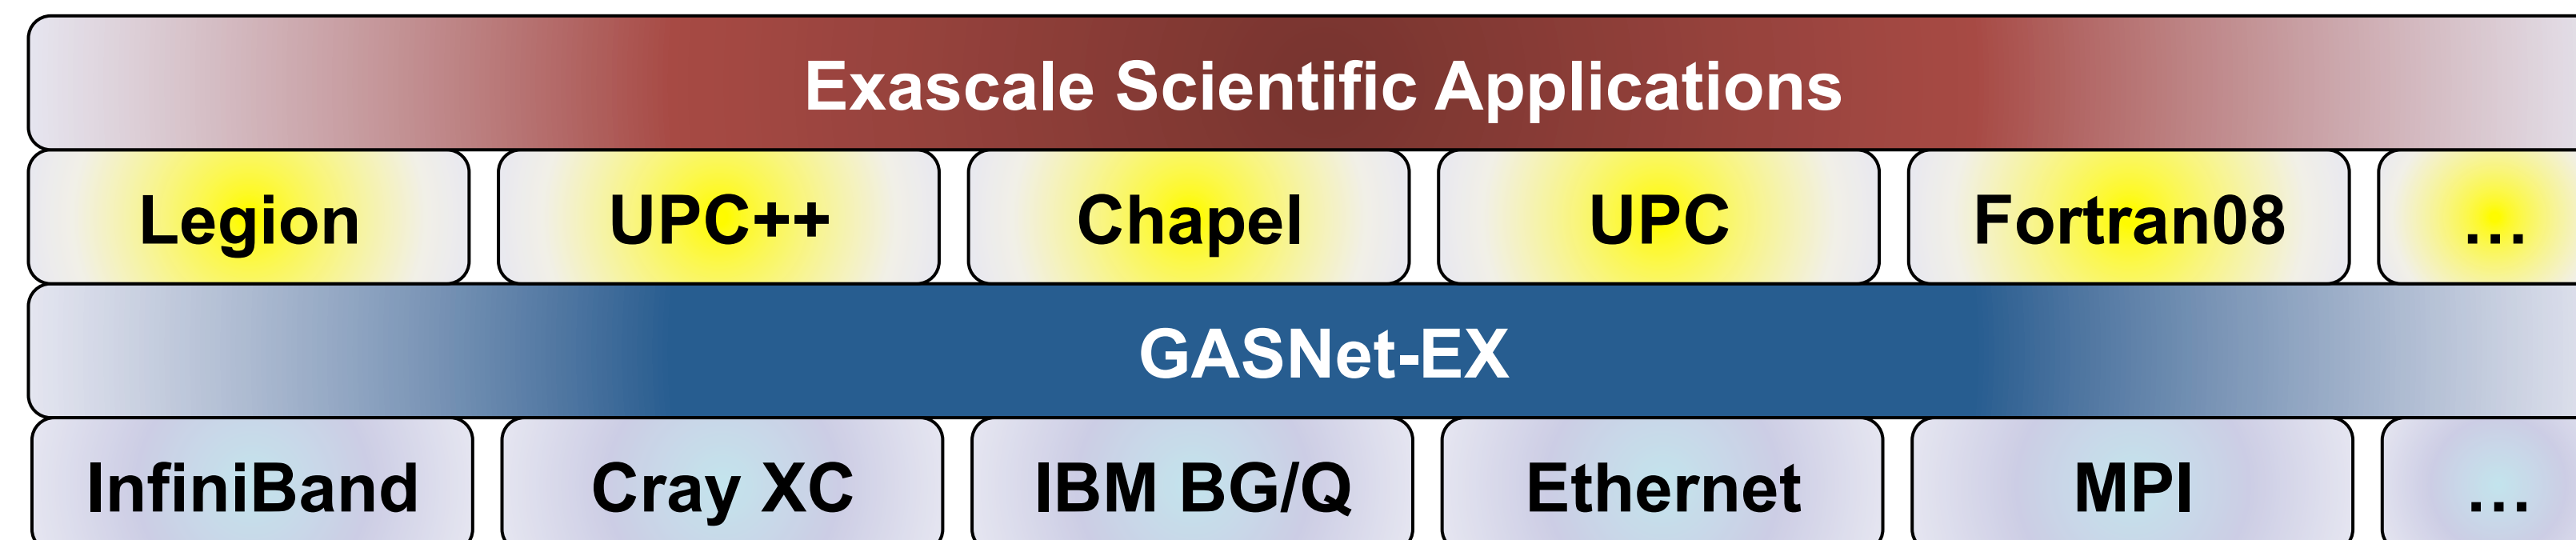 Exascale Scientific Applications
Legion UPC++ Chapel UPC Fortran08 …
GASNet-EX
InfiniBand Cray XC IBM BG/Q Ethernet MPI …